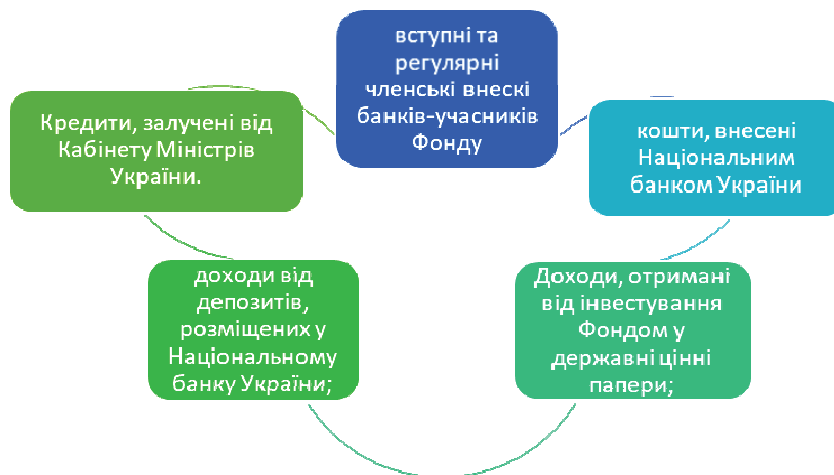 вступні та
регулярні
членські внескі
банків-учасників
Фонду
кошти, внесені
Національним
банком України
Доходи, отримані
від інвестування
Фондом у
державні цінні
папери;
доходи від
депозитів,
розміщених у
Національному
банку України;
Кредити, залучені від
Кабінету Міністрів
України.